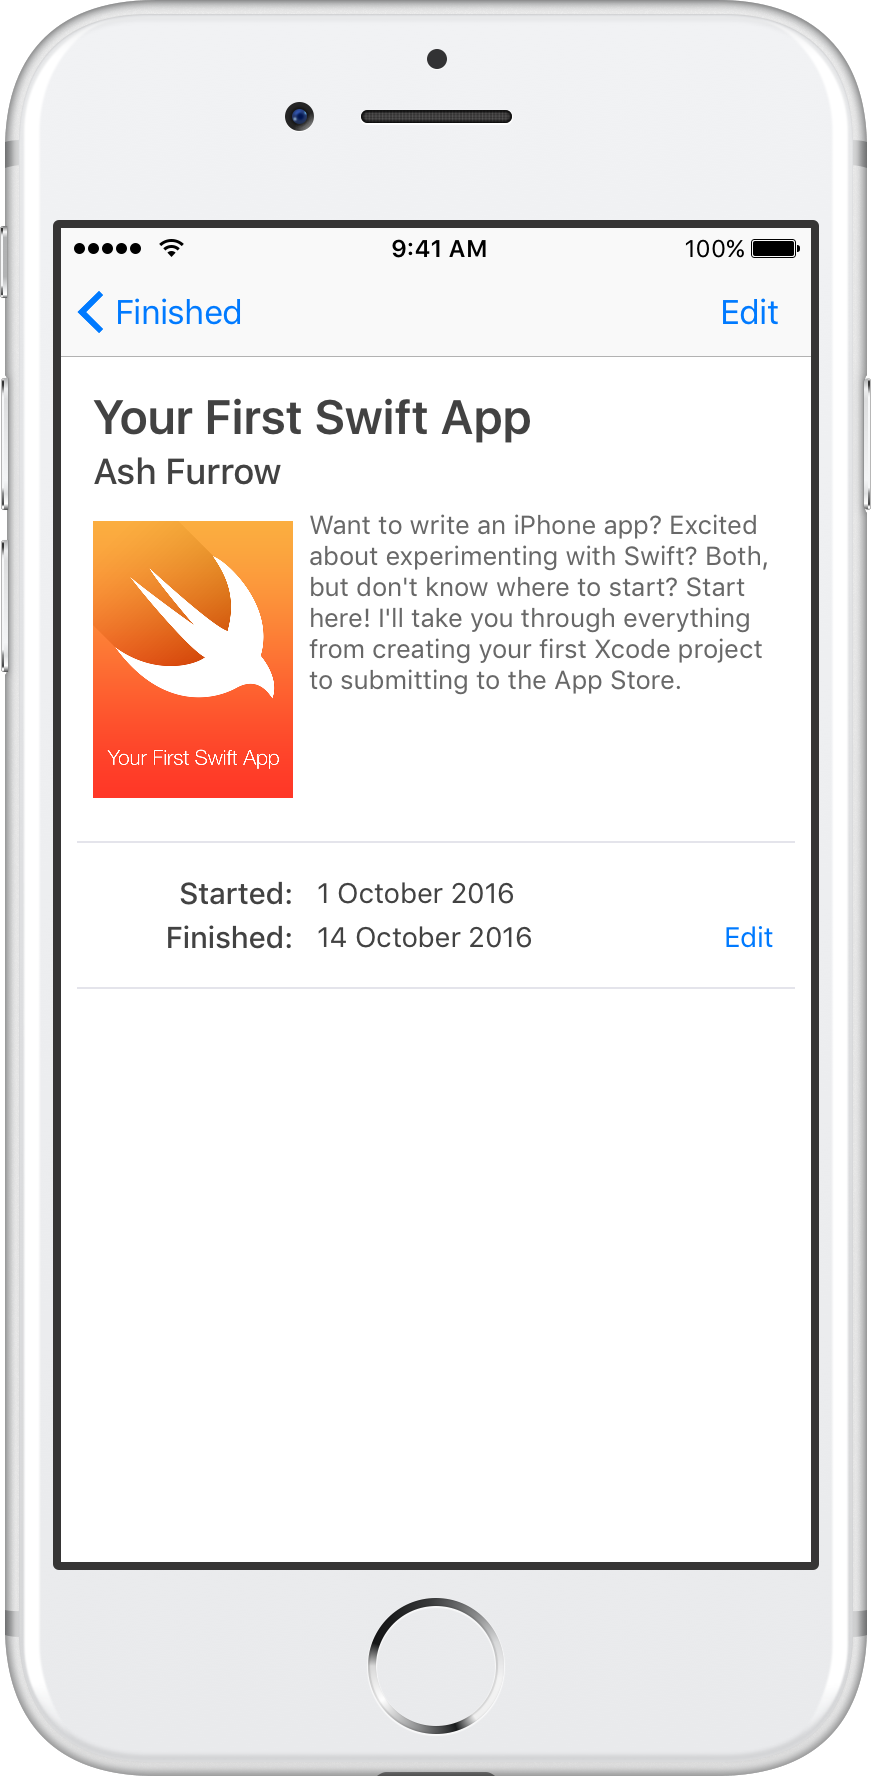 9:41 AM 100%
Finished Edit
Your First Swift App
Ash Furrow
Want to write an iPhone app? Excited
about experimenting with Swift? Both,
but don't know where to start? Start
here! I'll take you through everything
from creating your first Xcode project
to submitting to the App Store.
Your First Swift App
Started: 1 October 2016
Finished: 14 October 2016 Edit